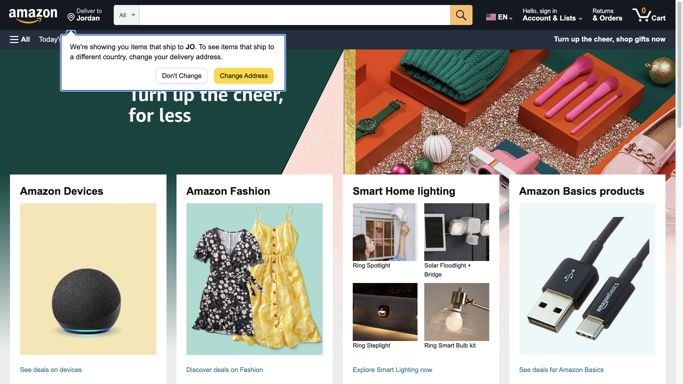 amazon
Deliver to
Jordan
All
EN
Hello, sign in
Account & Lists
Returns
& Orders
0
Cart
All
Today's
Turn up the cheer, shop gifts now
We're showing you items that ship to JO. To see items that ship to
a different country, change your delivery address.
Don't Change
Change Address
Turn up the cheer,
for less
Amazon Devices
See deals on devices
Amazon Fashion
Discover deals on Fashion
Smart Home lighting
Ring Spotlight
Solar Floodlight +
Bridge
Ring Steplight
Ring Smart Bulb kit
Explore Smart Lighting now
Amazon Basics products
amazonbasics
See deals for Amazon Basics